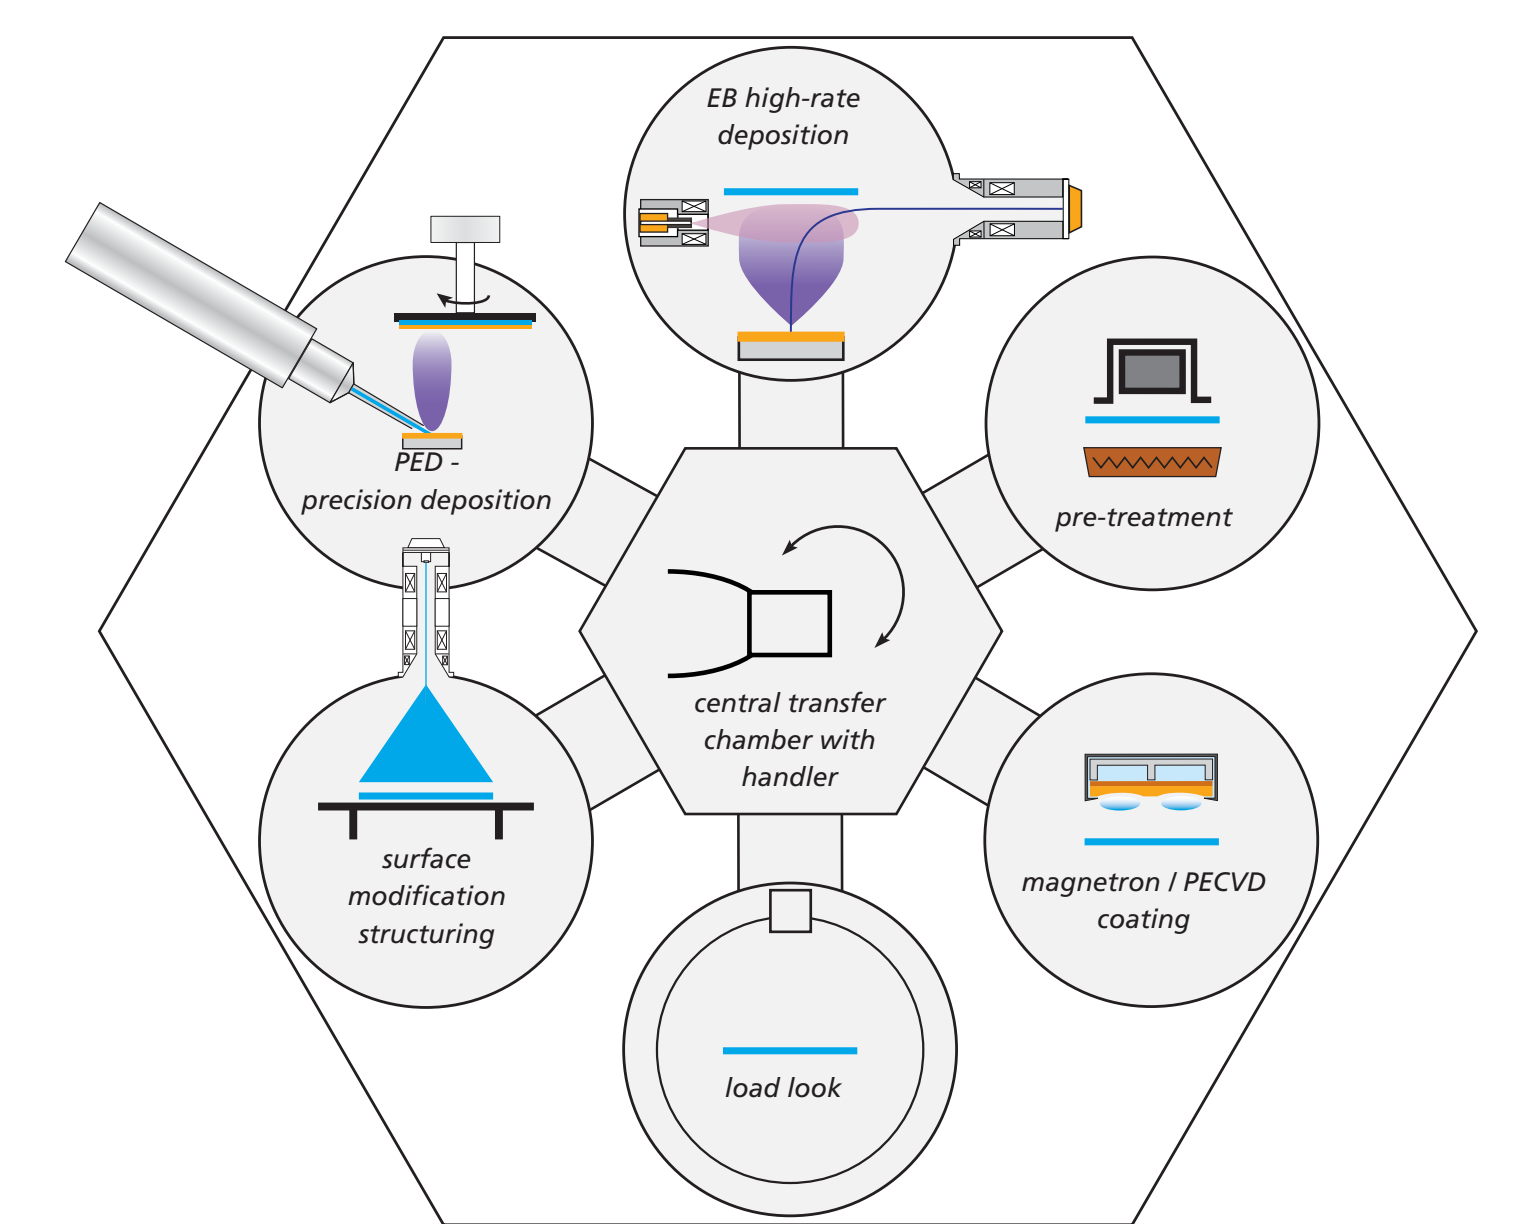 EB high-rate
deposition
PED -
precision deposition
pre-treatment
central transfer
chamber with
handler
surface
modification
structuring
magnetron / PECVD
coating
load look